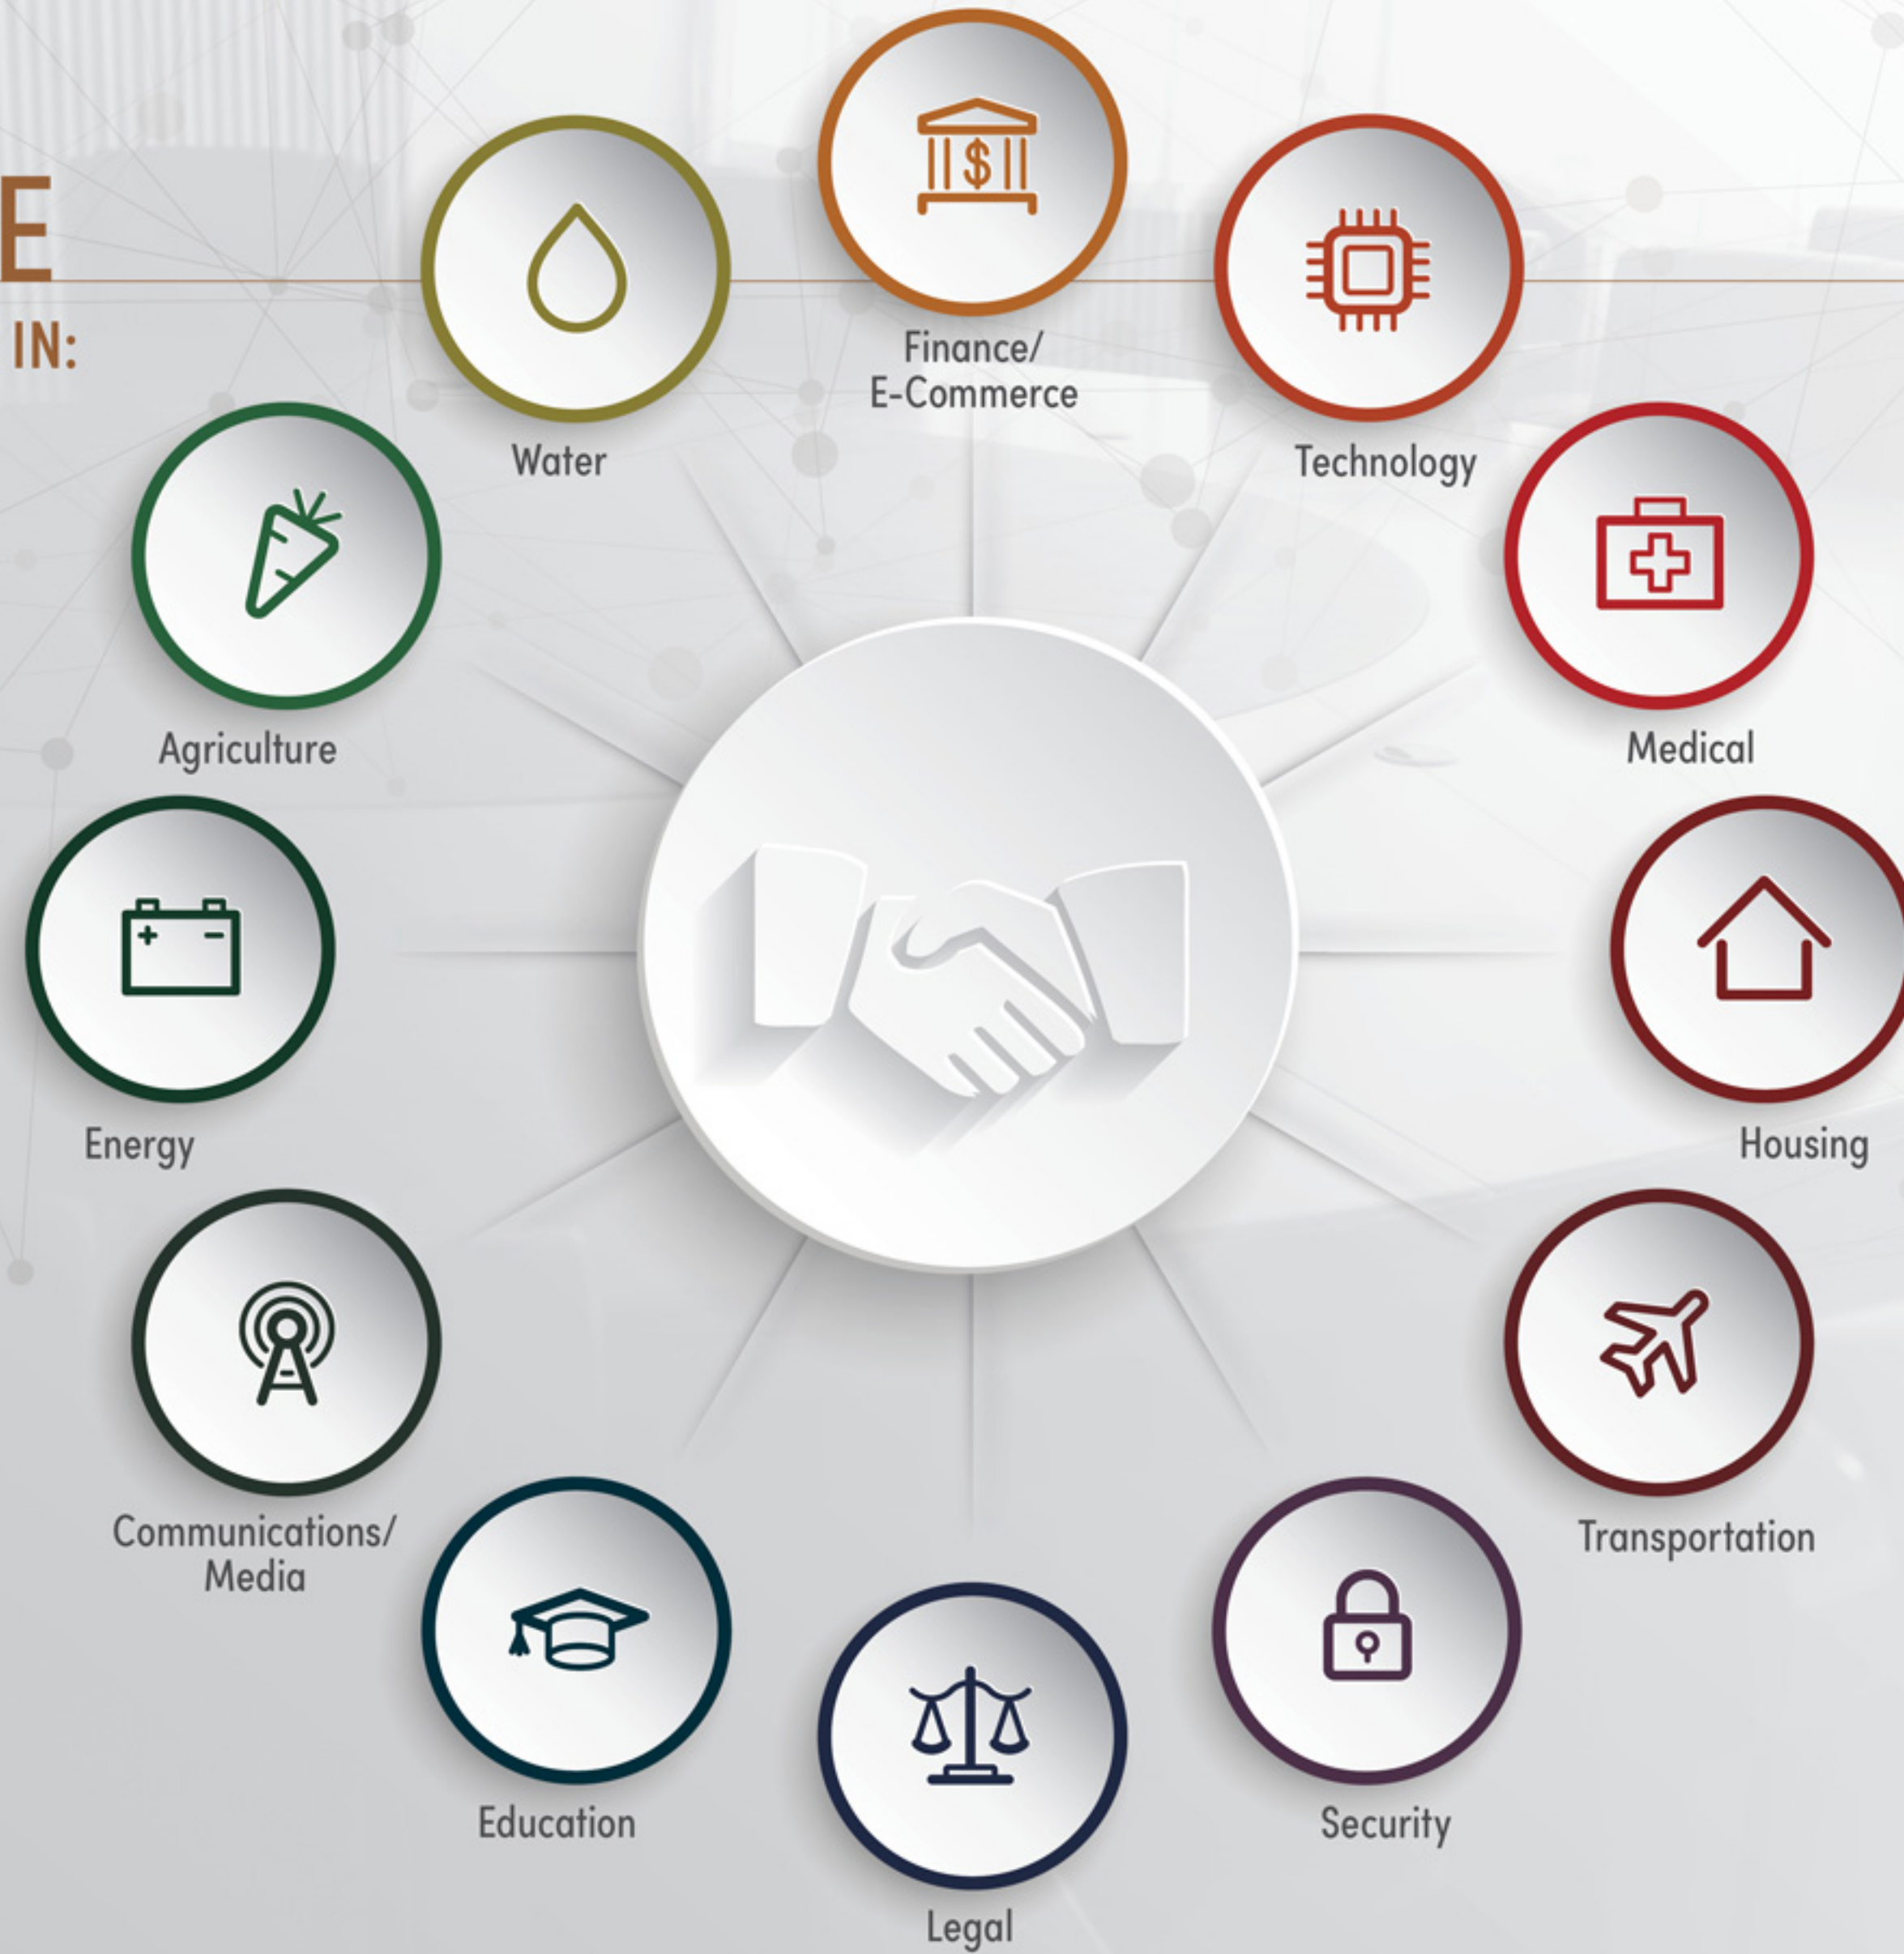 E
IN:
Finance/
E-Commerce
Technology
Medical
Housing
Transportation
Security
Legal
Education
Communications/
Media
Energy
Agriculture
Water
$